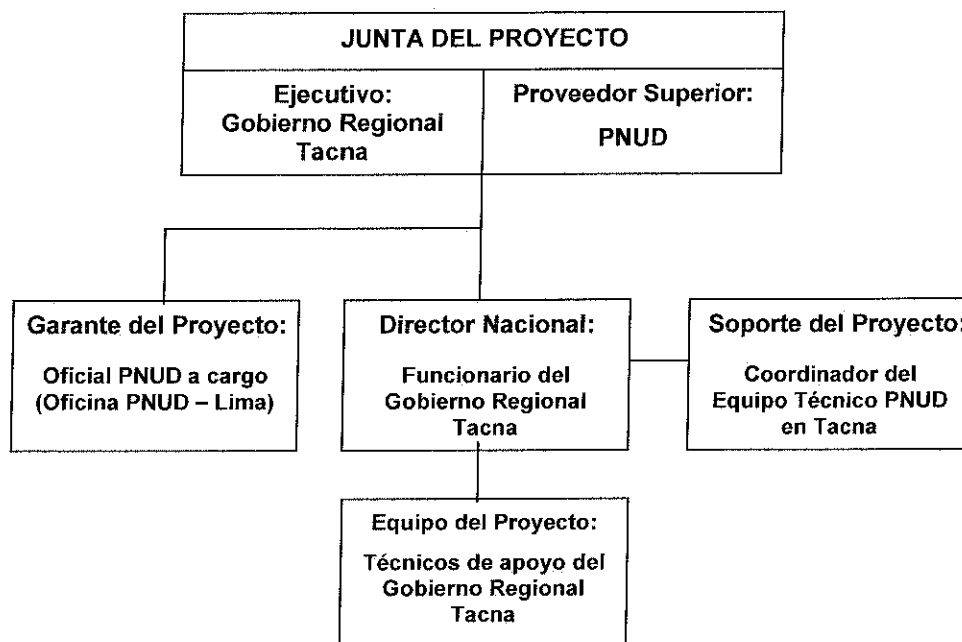 JUNTA DEL PROYECTO
Ejecutivo:
Gobierno Regional
Tacna
Proveedor Superior:
PNUD
Garante del Proyecto:
Oficial PNUD a cargo
(Oficina PNUD – Lima)
Director Nacional:
Funcionario del
Gobierno Regional
Tacna
Soporte del Proyecto:
Coordinador del
Equipo Técnico PNUD
en Tacna
Equipo del Proyecto:
Técnicos de apoyo del
Gobierno Regional
Tacna